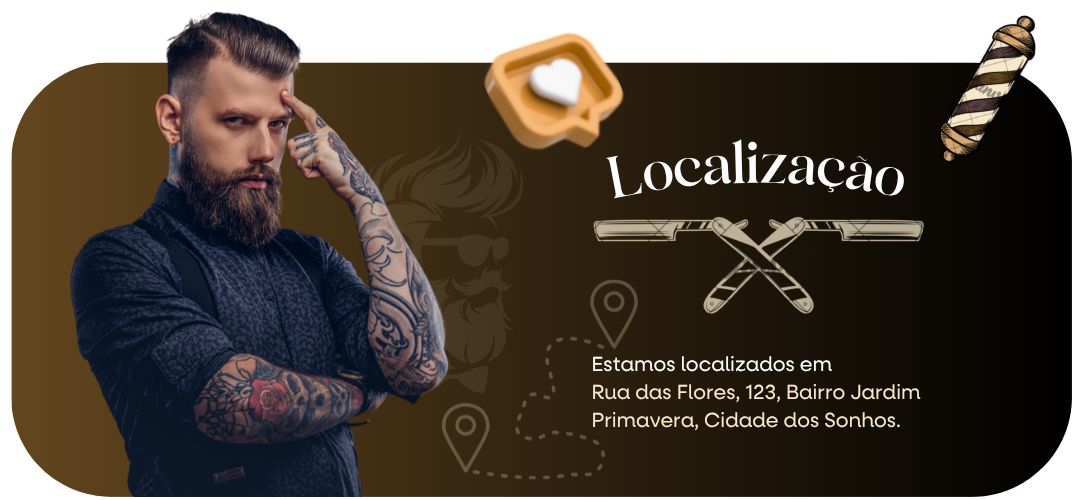 Localização
Estamos localizados em
Rua das Flores, 123, Bairro Jardim
Primavera, Cidade dos Sonhos.